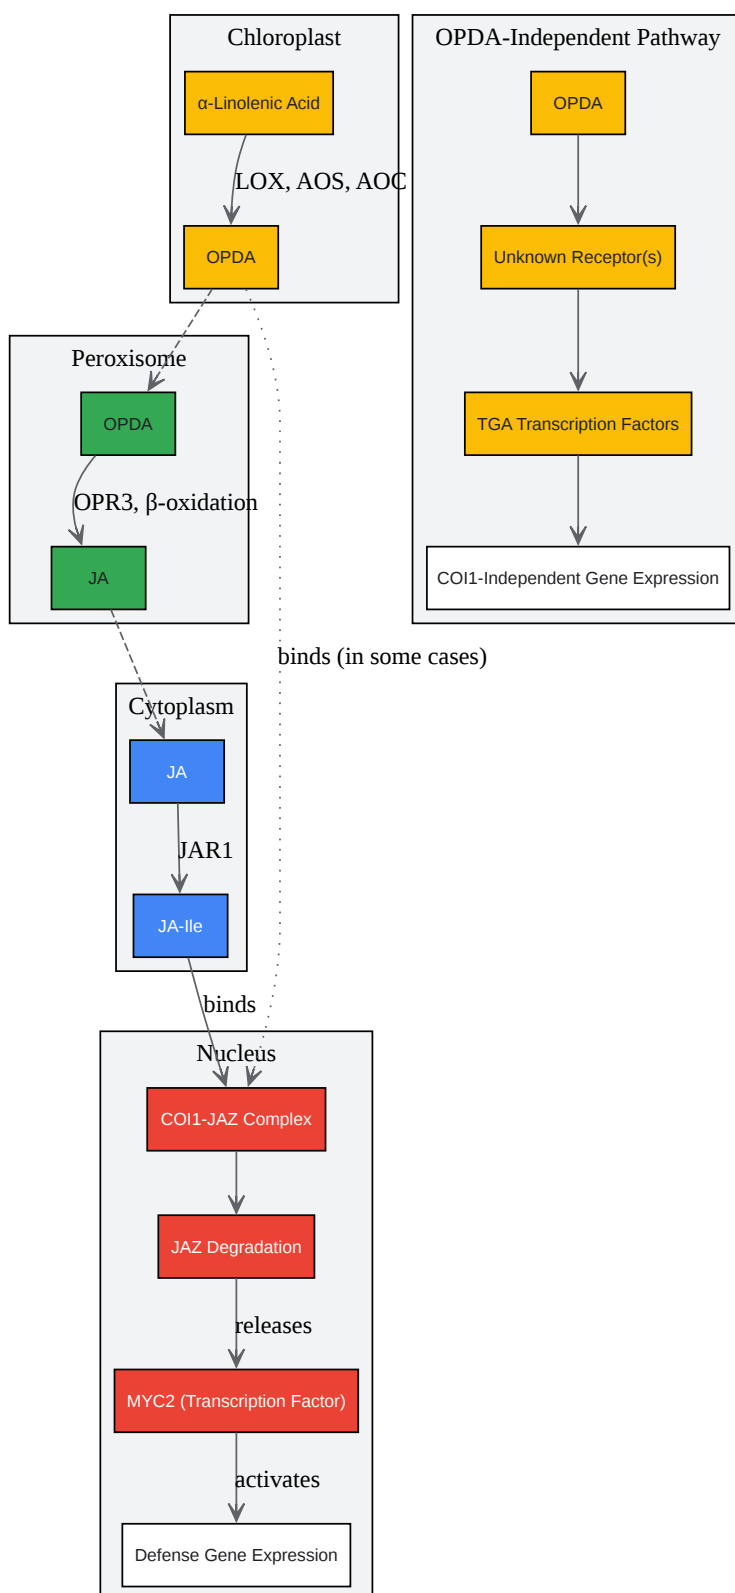 Chloroplast
α-Linolenic Acid
LOX, AOS, AOC
OPDA
Peroxisome
OPDA
OPR3, β-oxidation
JA
binds (in some cases)
Cytoplasm
JA
JAR1
JA-Ile
binds
Nucleus
COI1-JAZ Complex
JAZ Degradation
releases
MYC2 (Transcription Factor)
activates
Defense Gene Expression
OPDA-Independent Pathway
OPDA
Unknown Receptor(s)
TGA Transcription Factors
COI1-Independent Gene Expression